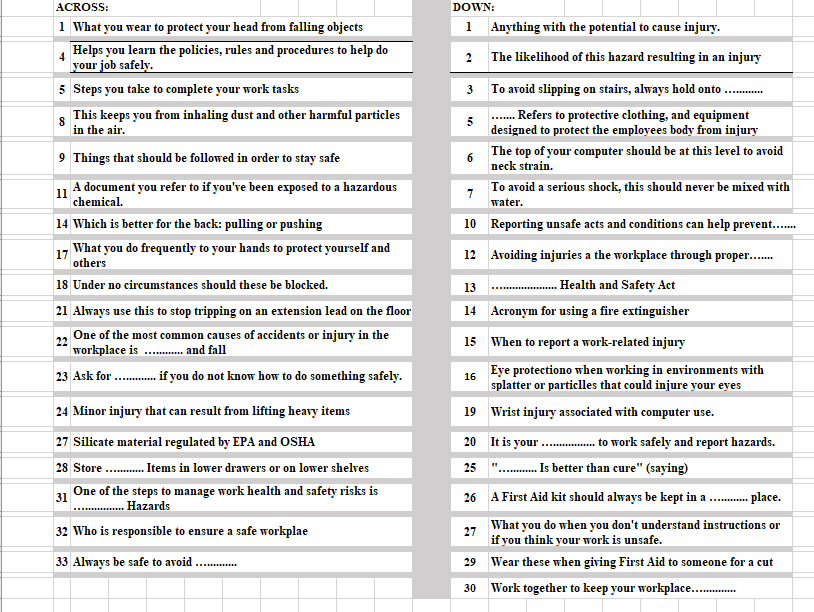 ACROSS:
1 What you wear to protect your head from falling objects
4 Helps you learn the policies, rules and procedures to help do
your job safely.
5 Steps you take to complete your work tasks
8 This keeps you from inhaling dust and other harmful particles
in the air.
9 Things that should be followed in order to stay safe
11 A document you refer to if you've been exposed to a hazardous
chemical.
14 Which is better for the back: pulling or pushing
17 What you do frequently to your hands to protect yourself and
others
18 Under no circumstances should these be blocked.
21 Always use this to stop tripping on an extension lead on the floor
22 One of the most common causes of accidents or injury in the
workplace is …......... and fall
23 Ask for …......... if you do not know how to do something safely.
24 Minor injury that can result from lifting heavy items
27 Silicate material regulated by EPA and OSHA
28 Store …......... Items in lower drawers or on lower shelves
31 One of the steps to manage work health and safety risks is
…............. Hazards
32 Who is responsible to ensure a safe workplae
33 Always be safe to avoid …..........
DOWN:
1 Anything with the potential to cause injury.
2 The likelihood of this hazard resulting in an injury
3 To avoid slipping on stairs, always hold onto …..........
5 ….... Refers to protective clothing, and equipment
designed to protect the employees body from injury
6 The top of your computer should be at this level to avoid
neck strain.
7 To avoid a serious shock, this should never be mixed with
water.
10 Reporting unsafe acts and conditions can help prevent…....
12 Avoiding injuries a the workplace through proper…....
13 ….................. Health and Safety Act
14 Acronym for using a fire extinguisher
15 When to report a work-related injury
16 Eye protectiono when working in environments with
splatter or particlles that could injure your eyes
19 Wrist injury associated with computer use.
20 It is your …............... to work safely and report hazards.
25 "…......... Is better than cure" (saying)
26 A First Aid kit should always be kept in a …......... place.
27 What you do when you don't understand instructions or
if you think your work is unsafe.
29 Wear these when giving First Aid to someone for a cut
30 Work together to keep your workplace…...........